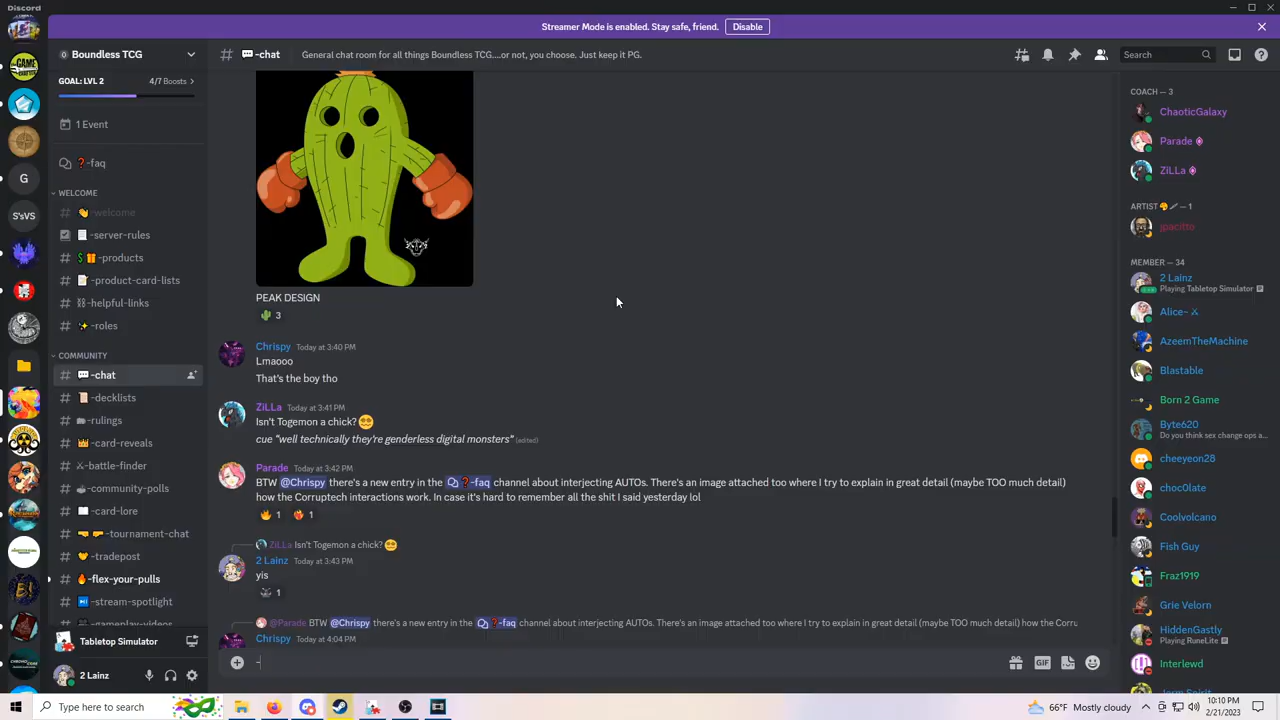 Discord
Streamer Mode is enabled. Stay safe, friend.
Disable
Boundless TCG
-chat
General chat room for all things Boundless TCG....or not, you choose. Just keep it PG.
Search
GOAL: LVL 2
4/7 Boosts
1 Event
-faq
WELCOME
-welcome
-server-rules
-products
-product-card-lists
-helpful-links
-roles
COMMUNITY
-chat
-decklists
-rulings
-card-reveals
-battle-finder
-community-polls
-card-lore
-tournament-chat
-tradepost
-flex-your-pulls
-stream-spotlight
-gameplay-videos
Tabletop Simulator
2 Lainz
G
S'sVS
PEAK DESIGN
3
Chrispy Today at 3:40 PM
Lmaooo
That's the boy tho
ZiLLa Today at 3:41 PM
Isn't Togemon a chick?
cue "well technically they're genderless digital monsters" (edited)
Parade Today at 3:42 PM
BTW @Chrispy there's a new entry in the -faq channel about interjecting AUTOs. There's an image attached too where I try to explain in great detail (maybe TOO much detail)
how the Corruptech interactions work. In case it's hard to remember all the shit I said yesterday lol
1 1
ZiLLa Isn't Togemon a chick?
2 Lainz Today at 3:43 PM
yis
1
@Parade BTW @Chrispy there's a new entry in the -faq channel about interjecting AUTOs. There's an image attached too where I try to explain in great detail (maybe TOO much detail) how the Corru
Chrispy Today at 4:04 PM
-
GIF
COACH — 3
ChaoticGalaxy
Parade
ZiLLa
ARTIST — 1
jpacitto
MEMBER — 34
2 Lainz
Playing Tabletop Simulator
Alice~
AzeemTheMachine
Blastable
Born 2 Game
Byte620
Do you think sex change ops a...
cheeyeon28
choc0late
Coolvolcano
Fish Guy
Fraz1919
Grie Velorn
HiddenGastly
Playing RuneLite
Interlewd
Type here to search
66°F Mostly cloudy
10:10 PM
2/21/2023